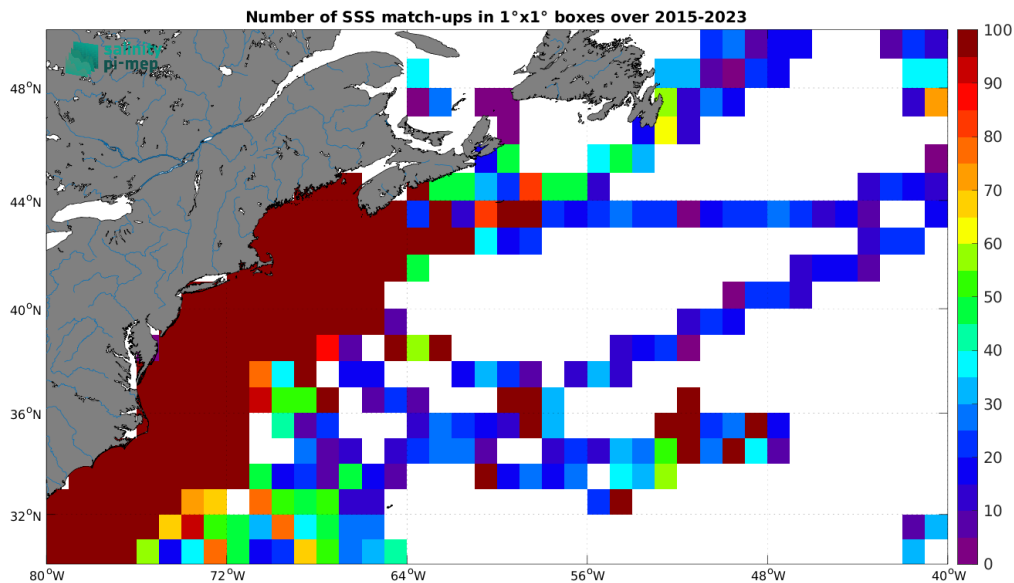 Number of SSS match-ups in 1°x1° boxes over 2015-2023
salinity
pi-mep
48°N
44°N
40°N
36°N
32°N
80°W 72°W 64°W 56°W 48°W 40°W
100
90
80
70
60
50
40
30
20
10
0